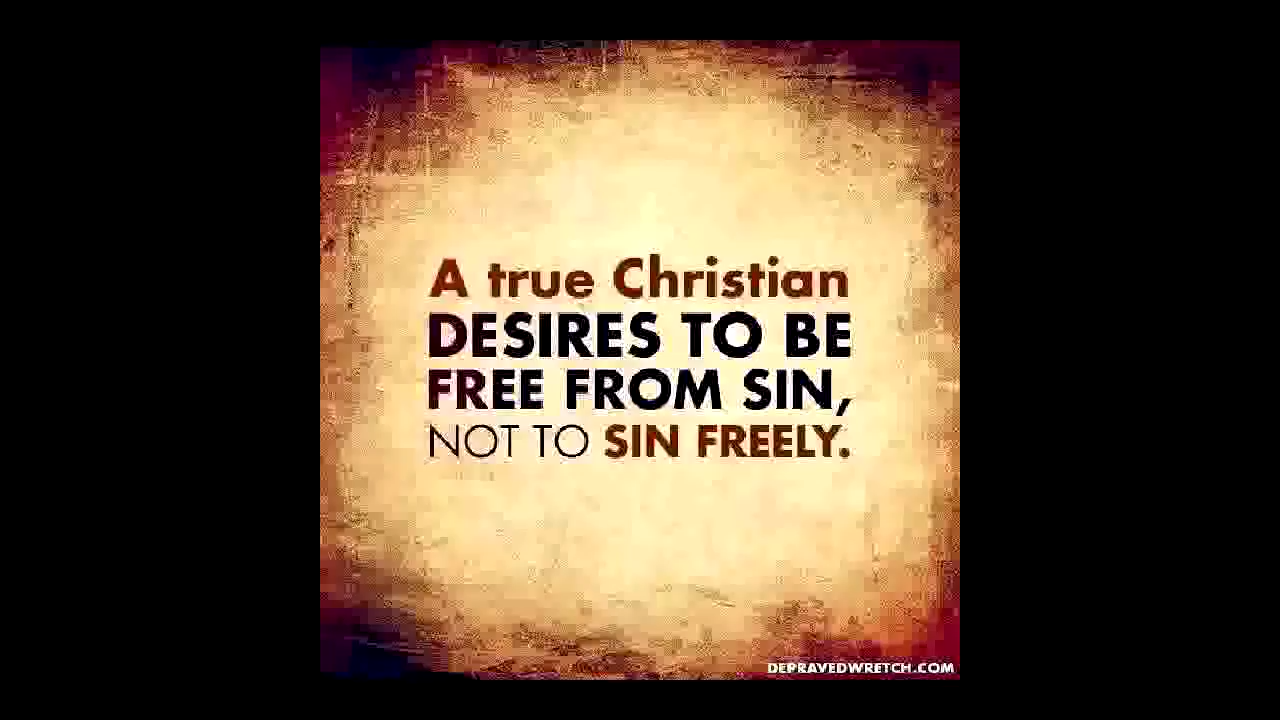 A true Christian
DESIRES TO BE
FREE FROM SIN,
NOT TO SIN FREELY.
DEPRAVEDWRETCH.COM